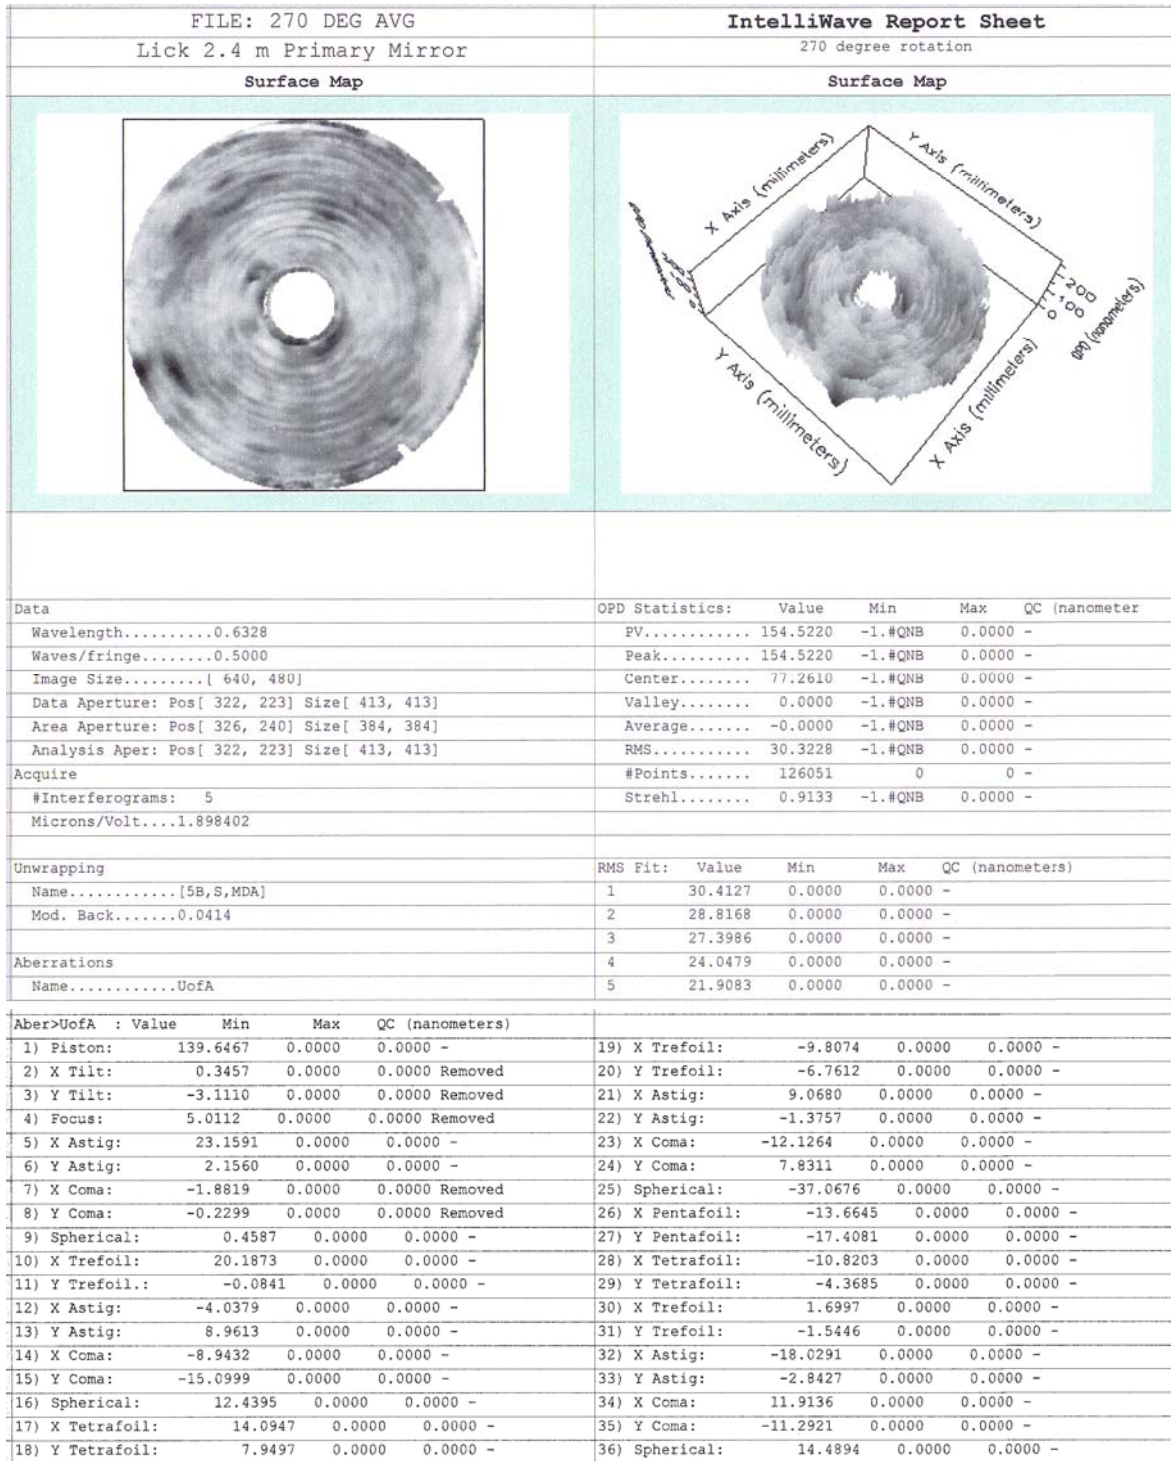 FILE: 270 DEG AVG
Lick 2.4 m Primary Mirror
Surface Map
IntelliWave Report Sheet
270 degree rotation
Surface Map
X Axis (millimeters)
Y Axis (millimeters)
200
100
0
OPD (nanometers)
Y Axis (millimeters)
X Axis (millimeters)
Data
Wavelength..........0.6328
Waves/fringe........0.5000
Image Size.........[ 640, 480]
Data Aperture: Pos[ 322, 223] Size[ 413, 413]
Area Aperture: Pos[ 326, 240] Size[ 384, 384]
Analysis Aper: Pos[ 322, 223] Size[ 413, 413]
Acquire
#Interferograms: 5
Microns/Volt....1.898402
Unwrapping
Name............[5B,S,MDA]
Mod. Back.......0.0414
Aberrations
Name............UofA
OPD Statistics: Value Min Max QC (nanometer
PV............ 154.5220 -1.#QNB 0.0000 -
Peak.......... 154.5220 -1.#QNB 0.0000 -
Center........ 77.2610 -1.#QNB 0.0000 -
Valley........ 0.0000 -1.#QNB 0.0000 -
Average....... -0.0000 -1.#QNB 0.0000 -
RMS........... 30.3228 -1.#QNB 0.0000 -
#Points....... 126051 0 0 -
Strehl........ 0.9133 -1.#QNB 0.0000 -
RMS Fit: Value Min Max QC (nanometers)
1 30.4127 0.0000 0.0000 -
2 28.8168 0.0000 0.0000 -
3 27.3986 0.0000 0.0000 -
4 24.0479 0.0000 0.0000 -
5 21.9083 0.0000 0.0000 -
Aber>UofA : Value Min Max QC (nanometers)
1) Piston: 139.6467 0.0000 0.0000 -
2) X Tilt: 0.3457 0.0000 0.0000 Removed
3) Y Tilt: -3.1110 0.0000 0.0000 Removed
4) Focus: 5.0112 0.0000 0.0000 Removed
5) X Astig: 23.1591 0.0000 0.0000 -
6) Y Astig: 2.1560 0.0000 0.0000 -
7) X Coma: -1.8819 0.0000 0.0000 Removed
8) Y Coma: -0.2299 0.0000 0.0000 Removed
9) Spherical: 0.4587 0.0000 0.0000 -
10) X Trefoil: 20.1873 0.0000 0.0000 -
11) Y Trefoil.: -0.0841 0.0000 0.0000 -
12) X Astig: -4.0379 0.0000 0.0000 -
13) Y Astig: 8.9613 0.0000 0.0000 -
14) X Coma: -8.9432 0.0000 0.0000 -
15) Y Coma: -15.0999 0.0000 0.0000 -
16) Spherical: 12.4395 0.0000 0.0000 -
17) X Tetrafoil: 14.0947 0.0000 0.0000 -
18) Y Tetrafoil: 7.9497 0.0000 0.0000 -
19) X Trefoil: -9.8074 0.0000 0.0000 -
20) Y Trefoil: -6.7612 0.0000 0.0000 -
21) X Astig: 9.0680 0.0000 0.0000 -
22) Y Astig: -1.3757 0.0000 0.0000 -
23) X Coma: -12.1264 0.0000 0.0000 -
24) Y Coma: 7.8311 0.0000 0.0000 -
25) Spherical: -37.0676 0.0000 0.0000 -
26) X Pentafoil: -13.6645 0.0000 0.0000 -
27) Y Pentafoil: -17.4081 0.0000 0.0000 -
28) X Tetrafoil: -10.8203 0.0000 0.0000 -
29) Y Tetrafoil: -4.3685 0.0000 0.0000 -
30) X Trefoil: 1.6997 0.0000 0.0000 -
31) Y Trefoil: -1.5446 0.0000 0.0000 -
32) X Astig: -18.0291 0.0000 0.0000 -
33) Y Astig: -2.8427 0.0000 0.0000 -
34) X Coma: 11.9136 0.0000 0.0000 -
35) Y Coma: -11.2921 0.0000 0.0000 -
36) Spherical: 14.4894 0.0000 0.0000 -